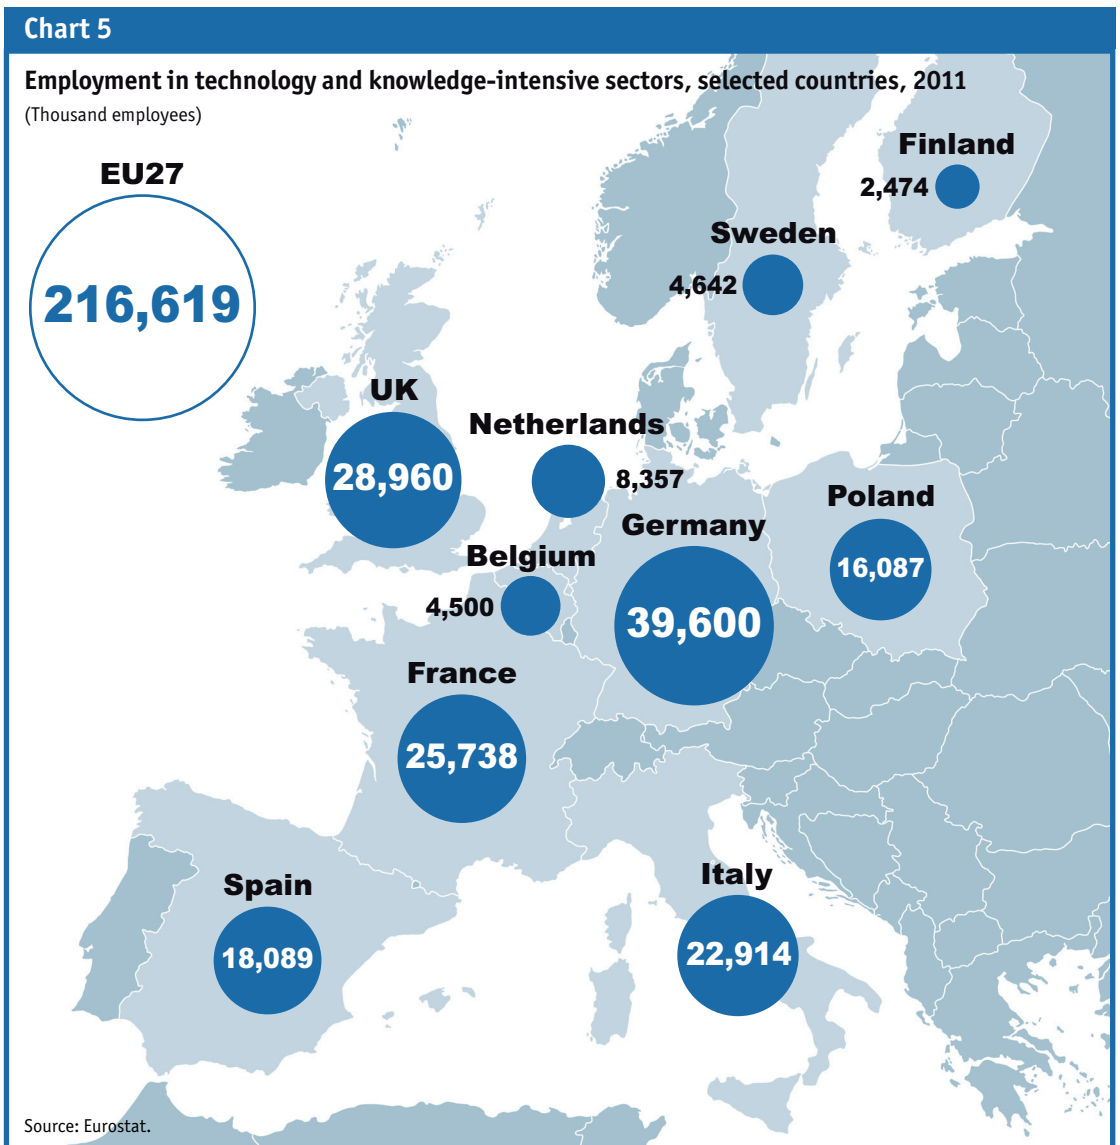 Chart 5
Employment in technology and knowledge-intensive sectors, selected countries, 2011
(Thousand employees)
EU27
216,619
Finland
2,474
Sweden
4,642
UK
28,960
Netherlands
8,357
Poland
16,087
Germany
39,600
Belgium
4,500
France
25,738
Italy
22,914
Spain
18,089
Source: Eurostat.